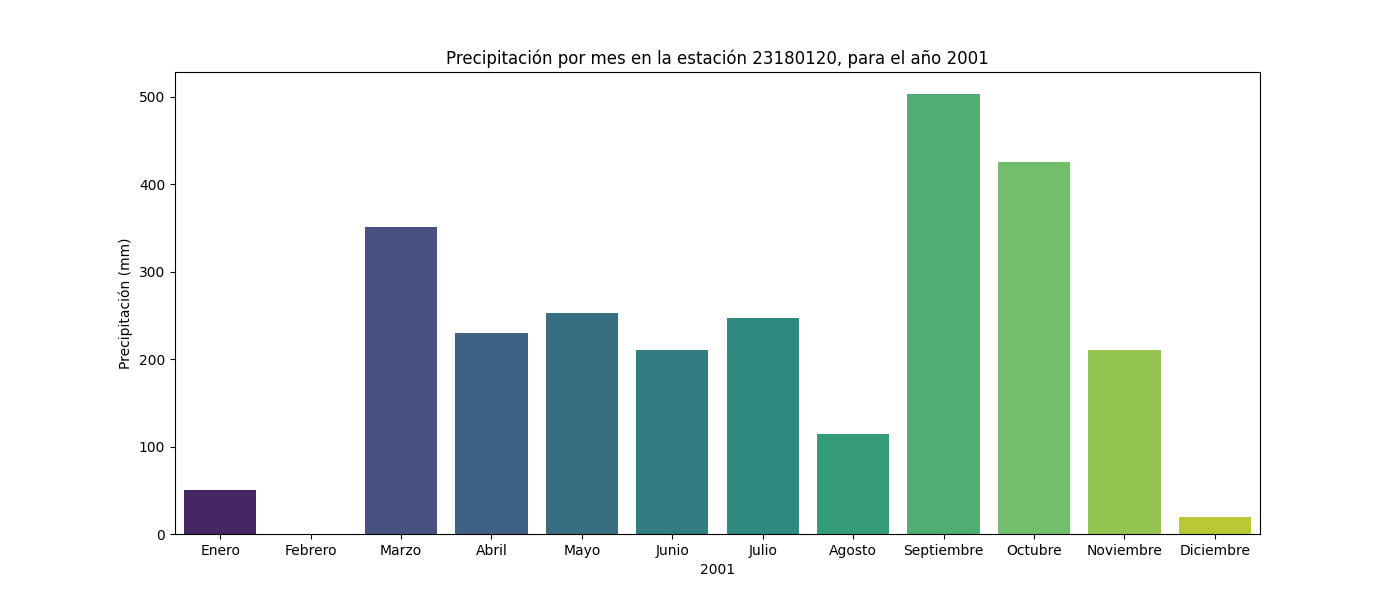 Precipitación por mes en la estación 23180120, para el año 2001
Precipitación (mm)
500
400
300
200
100
0
Enero Febrero Marzo Abril Mayo Junio Julio Agosto Septiembre Octubre Noviembre Diciembre
2001